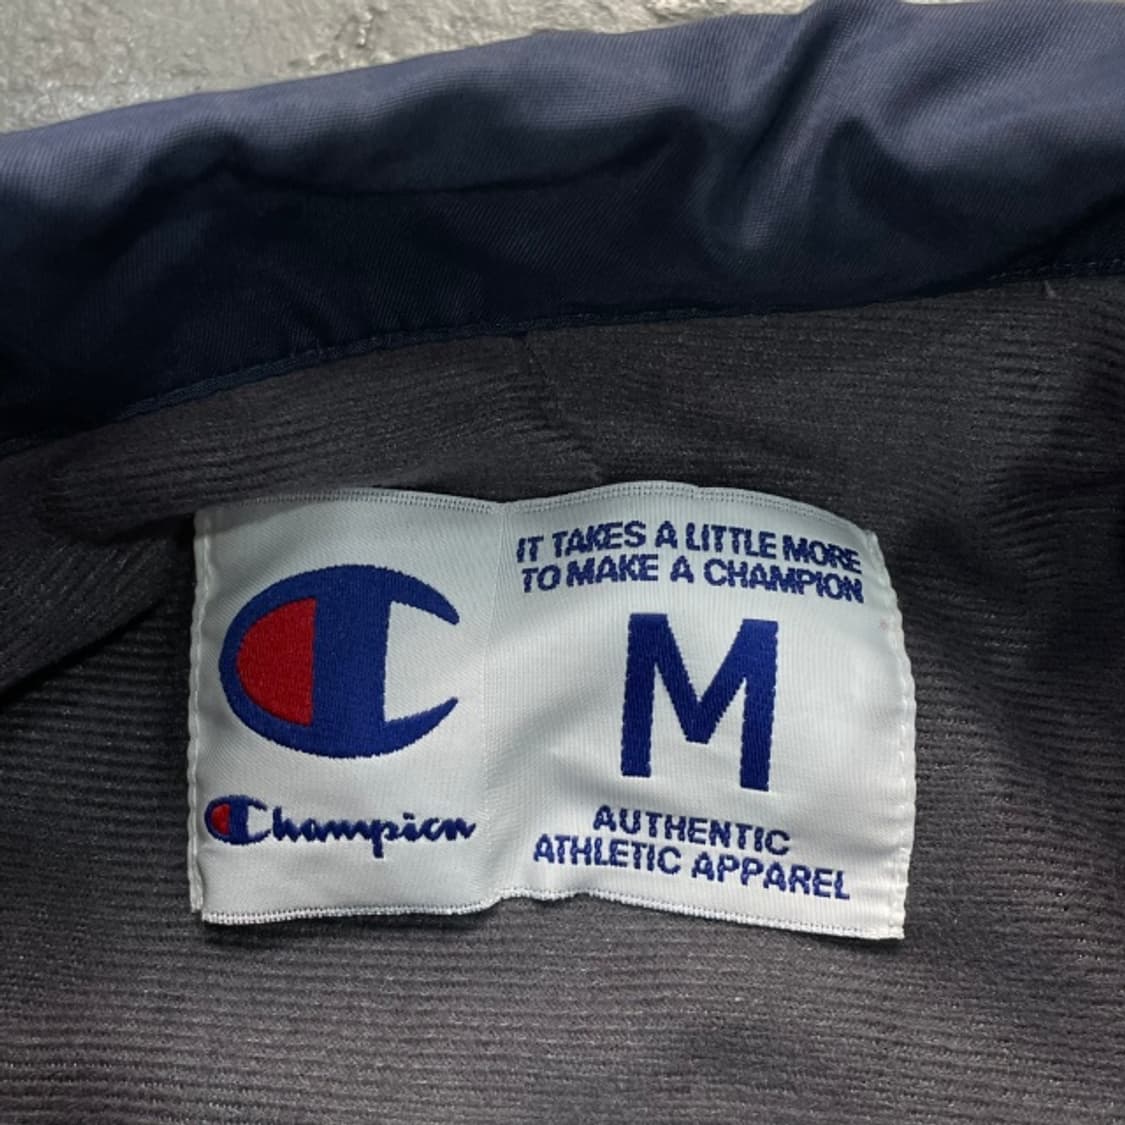 Champion
IT TAKES A LITTLE MORE
TO MAKE A CHAMPION
M
AUTHENTIC
ATHLETIC APPAREL